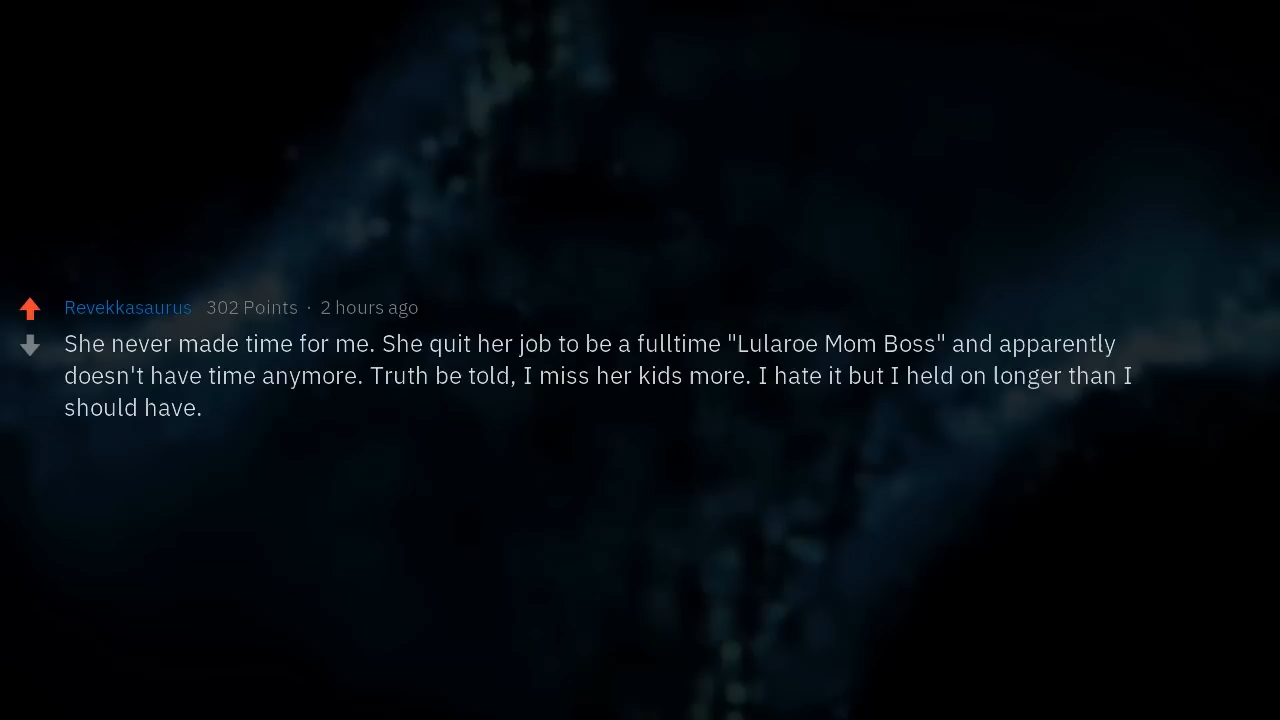 Revekkasaurus 302 Points · 2 hours ago
She never made time for me. She quit her job to be a fulltime "Lularoe Mom Boss" and apparently
doesn't have time anymore. Truth be told, I miss her kids more. I hate it but I held on longer than I
should have.